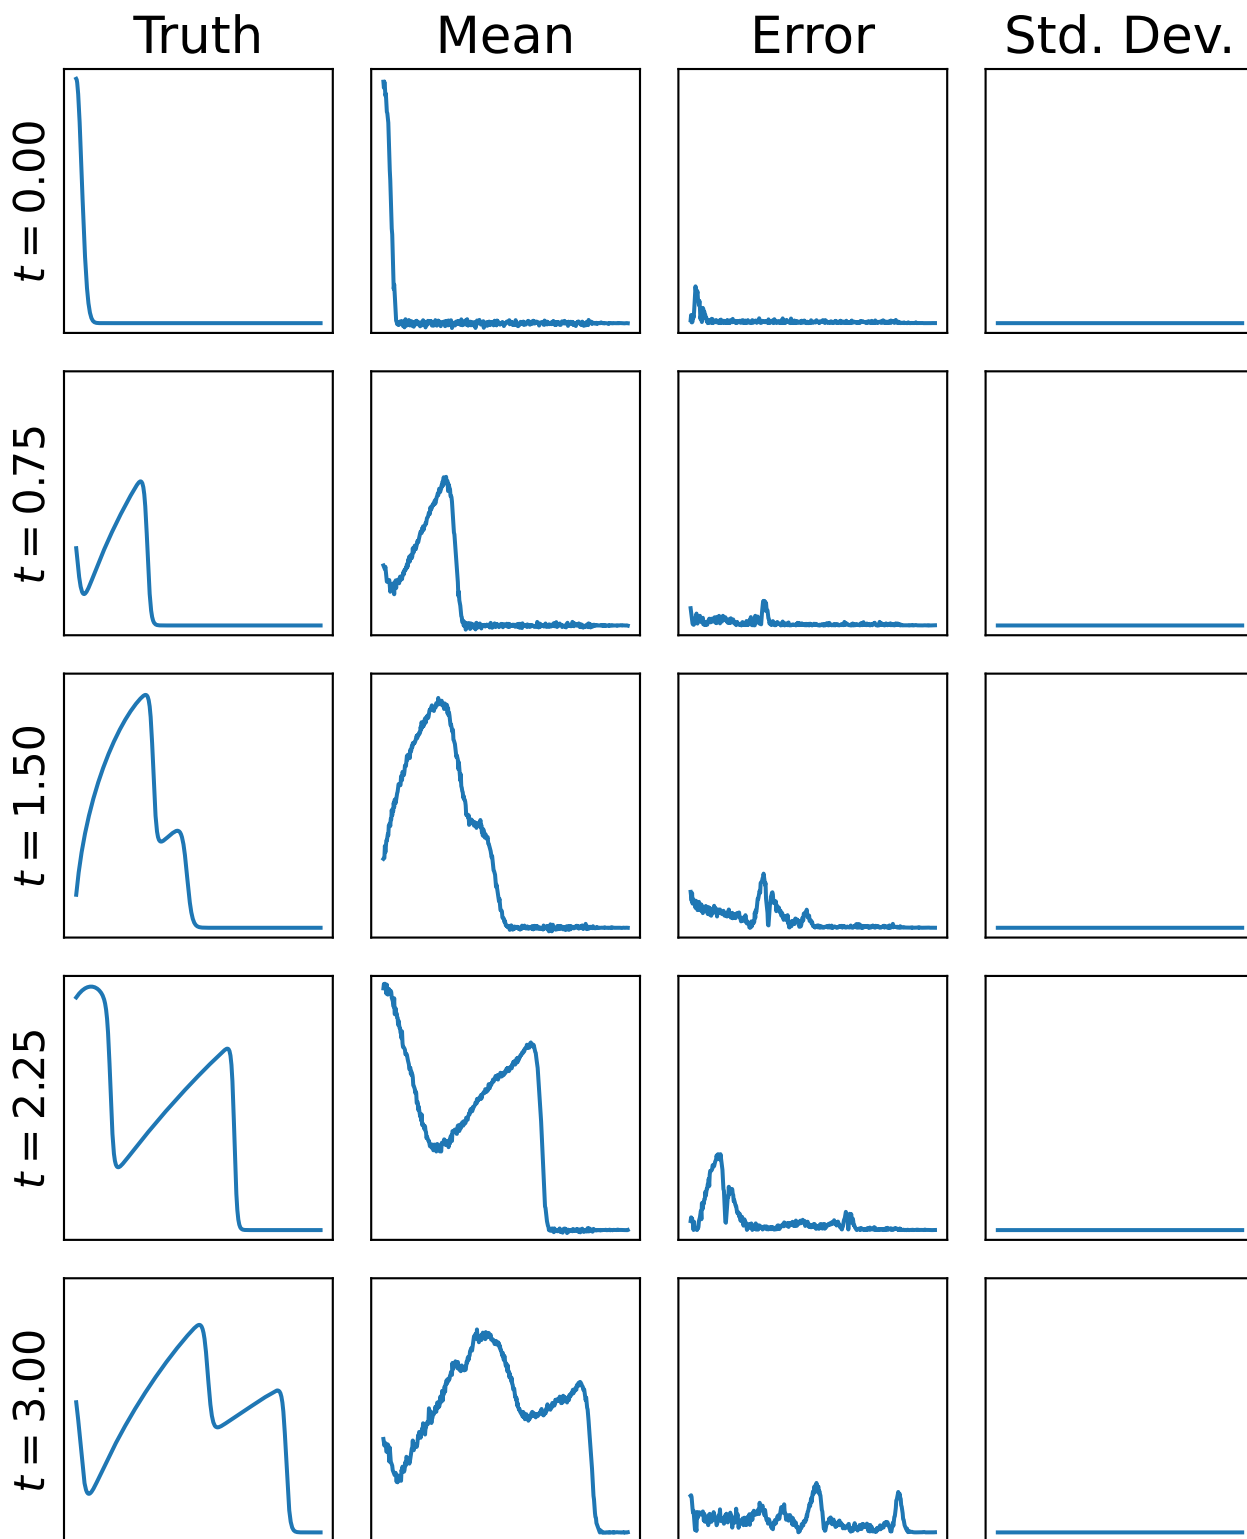 Truth Mean Error Std. Dev.
t = 0.00
t = 0.75
t = 1.50
t = 2.25
t = 3.00